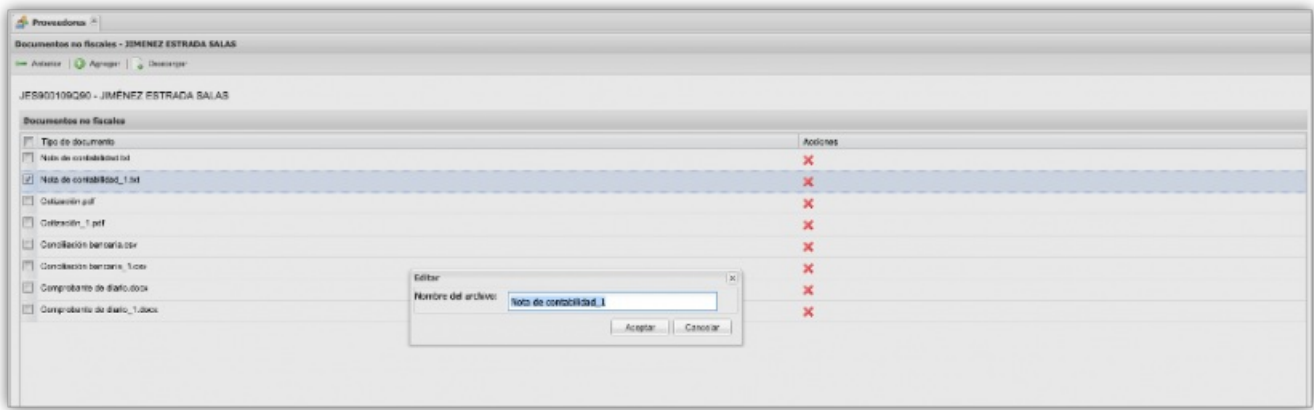 Proveedores
Documentos no fiscales - JIMENEZ ESTRADA SALAS
Anterior | Agregar | Descargar
JES900109Q90 - JIMÉNEZ ESTRADA SALAS
Documentos no fiscales
Tipo de documento Acciones
Nota de contabilidad.txt
Nota de contabilidad_1.txt
Cotización.pdf
Cotización_1.pdf
Conciliación bancaria.csv
Conciliación bancaria_1.csv
Comprobante de diario.docx
Comprobante de diario_1.docx
Editar
Nombre del archivo: Nota de contabilidad_1
Aceptar Cancelar